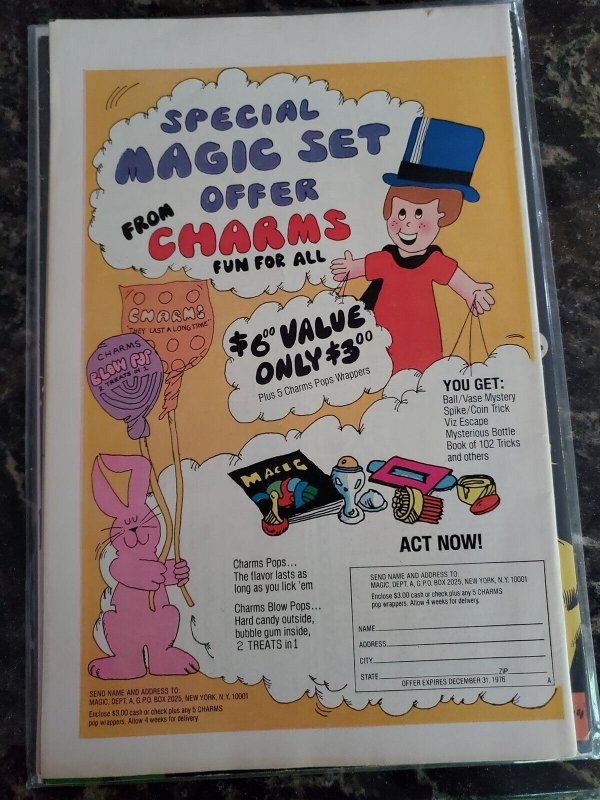 SPECIAL
MAGIC SET
OFFER
FROM
CHARMS
FUN FOR ALL
CHARMS
"THEY LAST A LONG TIME"
CHARMS
BLOW POP
2 TREATS IN 1
$6.00 VALUE
ONLY $3.00
Plus 5 Charms Pops Wrappers
YOU GET:
Ball/Vase Mystery
Spike/Coin Trick
Viz Escape
Mysterious Bottle
Book of 102 Tricks
and others
MAGIC
ACT NOW!
Charms Pops...
The flavor lasts as
long as you lick 'em
Charms Blow Pops...
Hard candy outside,
bubble gum inside,
2 TREATS in 1
SEND NAME AND ADDRESS TO:
MAGIC, DEPT. A, G.P.O. BOX 2025, NEW YORK, N.Y. 10001
Enclose $3.00 cash or check plus any 5 CHARMS
pop wrappers. Allow 4 weeks for delivery.
NAME
ADDRESS
CITY
STATE ZIP
OFFER EXPIRES DECEMBER 31, 1976 A
SEND NAME AND ADDRESS TO:
MAGIC, DEPT. A, G.P.O. BOX 2025, NEW YORK, N.Y. 10001
Enclose $3.00 cash or check plus any 5 CHARMS
pop wrappers. Allow 4 weeks for delivery